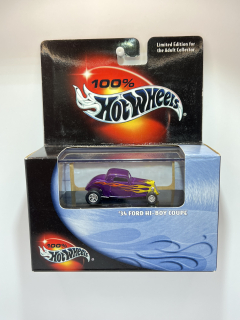 Limited Edition for
the Adult Collector
100%
Hot Wheels
'34 FORD HI-BOY COUPE
100%
Hot Wheels